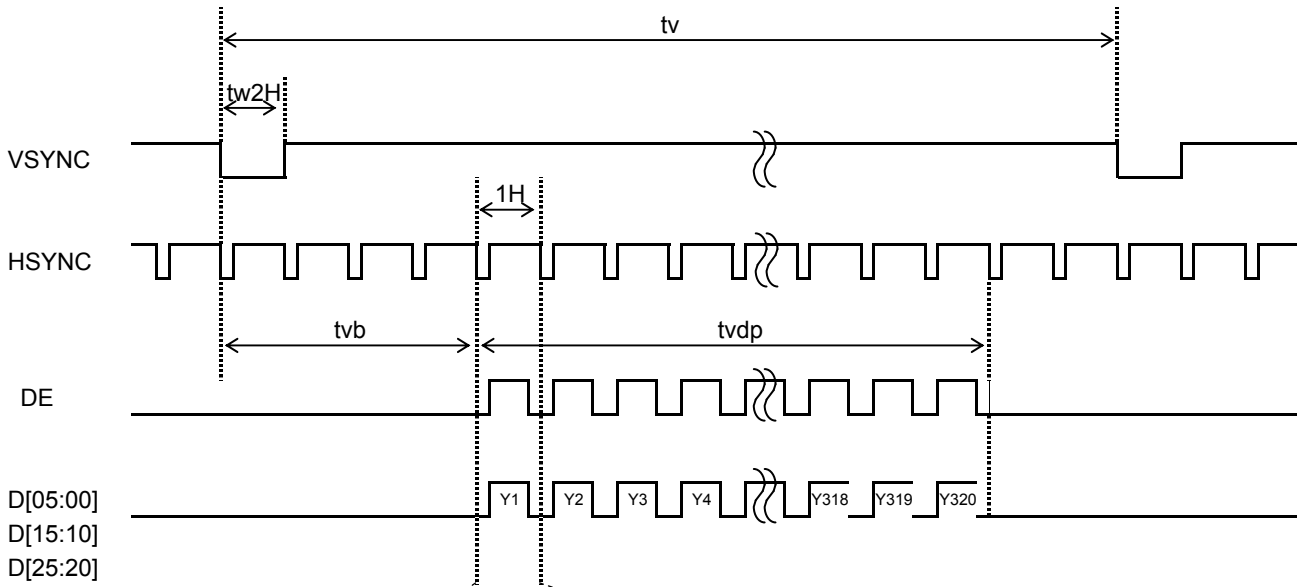 tv
tw2H
VSYNC
1H
HSYNC
tvb
tvdp
DE
D[05:00]
D[15:10]
D[25:20]
Y1
Y2
Y3
Y4
Y318
Y319
Y320